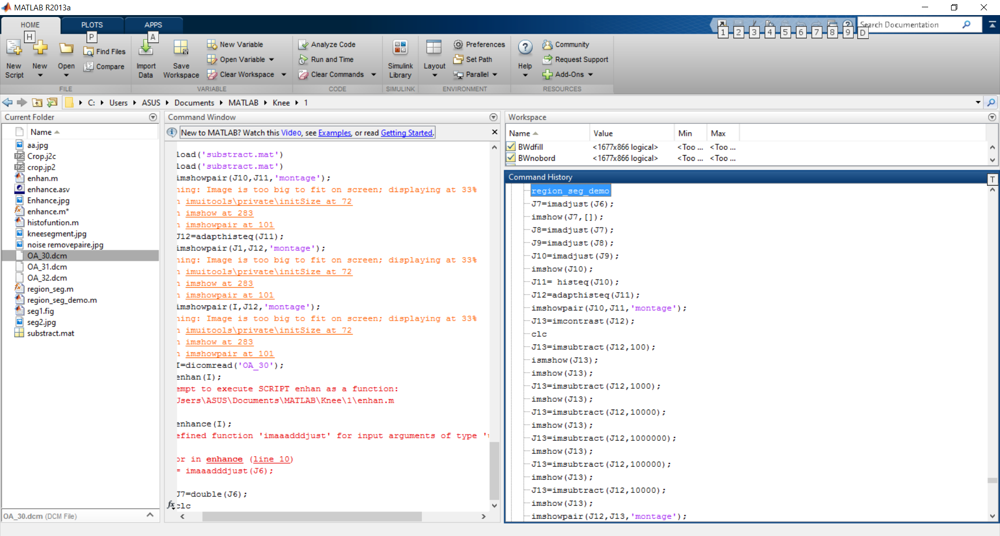 MATLAB R2013a
HOME PLOTS APPS
Search Documentation
H P A 1 2 3 4 5 6 7 8 9 D
New Script
New
Open
Find Files
Compare
Import Data
Save Workspace
New Variable
Open Variable
Clear Workspace
Analyze Code
Run and Time
Clear Commands
Simulink Library
Layout
Preferences
Set Path
Parallel
Help
Community
Request Support
Add-Ons
FILE VARIABLE CODE SIMULINK ENVIRONMENT RESOURCES
C: Users ASUS Documents MATLAB Knee 1
Current Folder
Name
aa.jpg
Crop.j2c
crop.jp2
enhan.m
enhance.asv
Enhance.jpg
enhance.m*
histofuntion.m
kneesegment.jpg
noise removepaire.jpg
OA_30.dcm
OA_31.dcm
OA_32.dcm
region_seg.m
region_seg_demo.m
seg1.fig
seg2.jpg
substract.mat
OA_30.dcm (DCM File)
Command Window
New to MATLAB? Watch this Video, see Examples, or read Getting Started.
load('substract.mat')
load('substract.mat')
imshowpair(J10,J11,'montage');
ning: Image is too big to fit on screen; displaying at 33%
n imuitools\private\initSize at 72
n imshow at 283
n imshowpair at 101
J12=adapthisteq(J11);
imshowpair(J1,J12,'montage');
ning: Image is too big to fit on screen; displaying at 33%
n imuitools\private\initSize at 72
n imshow at 283
n imshowpair at 101
imshowpair(I,J12,'montage');
ning: Image is too big to fit on screen; displaying at 33%
n imuitools\private\initSize at 72
n imshow at 283
n imshowpair at 101
I=dicomread('OA_30');
enhan(I);
empt to execute SCRIPT enhan as a function:
Users\ASUS\Documents\MATLAB\Knee\1\enhan.m
enhance(I);
efined function 'imaaadddjust' for input arguments of type '
or in enhance (line 10)
= imaaadddjust(J6);
J7=double(J6);
fx clc
Workspace
Name Value Min Max
BWdfill <1677x866 logical> <Too ... <Too ...
BWnobord <1677x866 logical> <Too ... <Too ...
Command History
T
region_seg_demo
J7=imadjust(J6);
imshow(J7,[]);
J8=imadjust(J7);
J9=imadjust(J8);
J10=imadjust(J9);
imshow(J10);
J11= histeq(J10);
J12=adapthisteq(J11);
imshowpair(J10,J11,'montage');
J13=imcontrast(J12);
clc
J13=imsubtract(J12,100);
ismshow(J13);
imshow(J13);
J13=imsubtract(J12,1000);
imshow(J13);
J13=imsubtract(J12,10000);
imshow(J13);
J13=imsubtract(J12,1000000);
imshow(J13);
J13=imsubtract(J12,100000);
imshow(J13);
J13=imsubtract(J12,10000);
imshow(J13);
imshowpair(J12,J13,'montage');